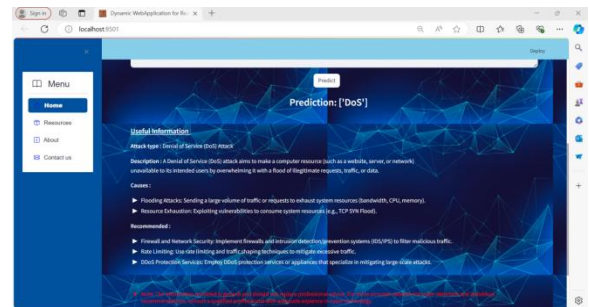 Sign in
Dynamic WebApplication for
localhost:8501
Deploy
Menu
Home
Resources
About
Contact us
Predict
Prediction: ['DoS']
Useful Information
Attack type : Denial of Service (DoS) Attack
Description : A Denial of Service (DoS) attack aims to make a computer resource (such as a website, server, or network)
unavailable to its intended users by overwhelming it with a flood of illegitimate requests, traffic, or data.
Causes :
► Flooding Attacks: Sending a large volume of traffic or requests to exhaust system resources (bandwidth, CPU, memory).
► Resource Exhaustion: Exploiting vulnerabilities to consume system resources (e.g., TCP SYN Flood).
Recommended :
► Firewall and Network Security: Implement firewalls and intrusion detection/prevention systems (IDS/IPS) to filter malicious traffic.
► Rate Limiting: Use rate limiting and traffic shaping techniques to mitigate excessive traffic.
► DDoS Protection Services: Employ DDoS protection services or appliances that specialize in mitigating large-scale attacks.